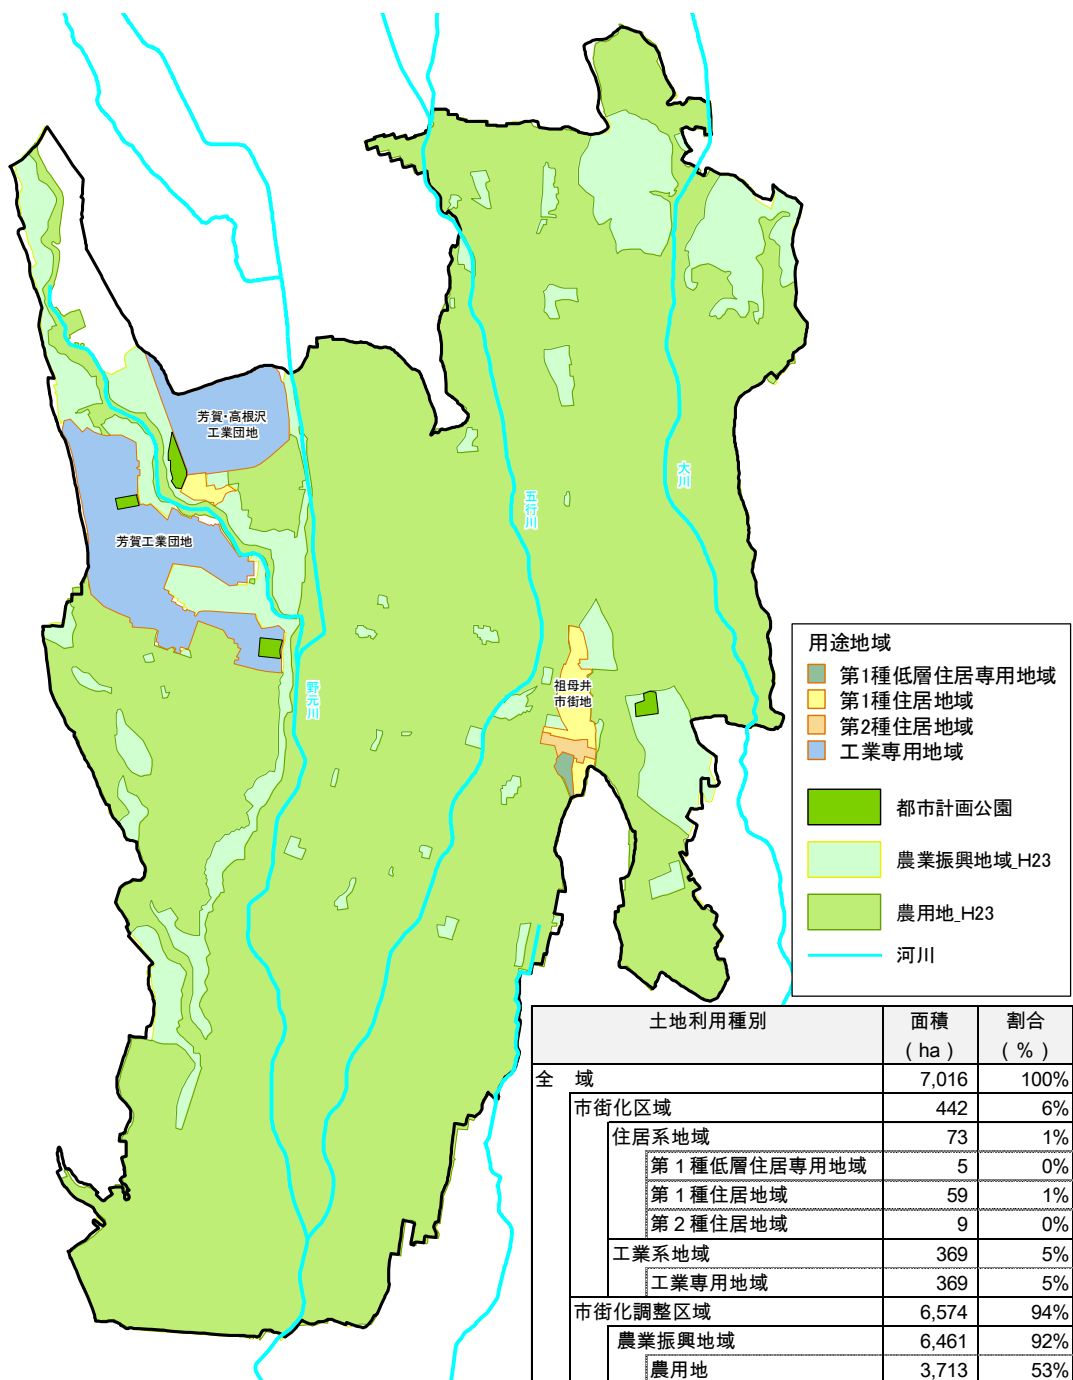 芳賀・高根沢
工業団地
芳賀工業団地
五行川
大川
野元川
祖母井
市街地
用途地域
第1種低層住居専用地域
第1種住居地域
第2種住居地域
工業専用地域
都市計画公園
農業振興地域_H23
農用地_H23
河川
土地利用種別 面積 割合
(ha) (%)
全 域 7,016 100%
市街化区域 442 6%
住居系地域 73 1%
第1種低層住居専用地域 5 0%
第1種住居地域 59 1%
第2種住居地域 9 0%
工業系地域 369 5%
工業専用地域 369 5%
市街化調整区域 6,574 94%
農業振興地域 6,461 92%
農用地 3,713 53%